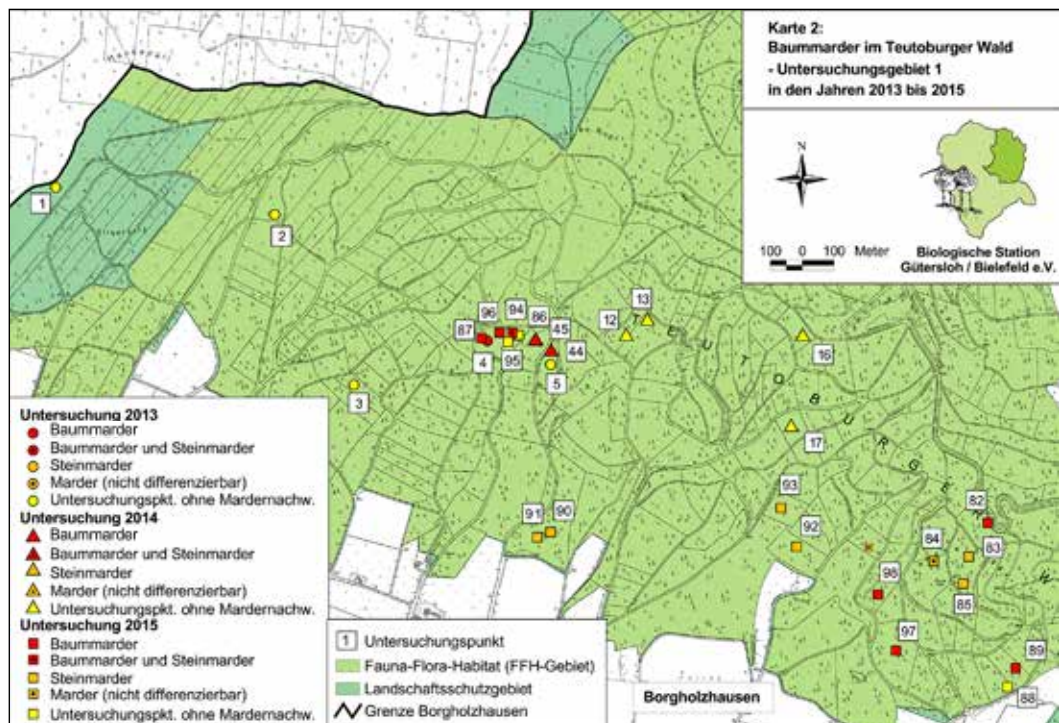 Karte 2:
Baummarder im Teutoburger Wald
- Untersuchungsgebiet 1
in den Jahren 2013 bis 2015
N
100 0 100 Meter
Biologische Station
Gütersloh / Bielefeld e.V.
1
2
3
13
12
94
96
86
45
87
44
4
95
5
16
17
T E U T O B U R G E R W
93
92
91
90
82
84
83
98
85
97
89
88
Borgholzhausen
Untersuchung 2013
Baummarder
Baummarder und Steinmarder
Steinmarder
Marder (nicht differenzierbar)
Untersuchungspkt. ohne Mardernachw.
Untersuchung 2014
Baummarder
Baummarder und Steinmarder
Steinmarder
Marder (nicht differenzierbar)
Untersuchungspkt. ohne Mardernachw.
Untersuchung 2015
Baummarder
Baummarder und Steinmarder
Steinmarder
Marder (nicht differenzierbar)
Untersuchungspkt. ohne Mardernachw.
1 Untersuchungspunkt
Fauna-Flora-Habitat (FFH-Gebiet)
Landschaftsschutzgebiet
Grenze Borgholzhausen